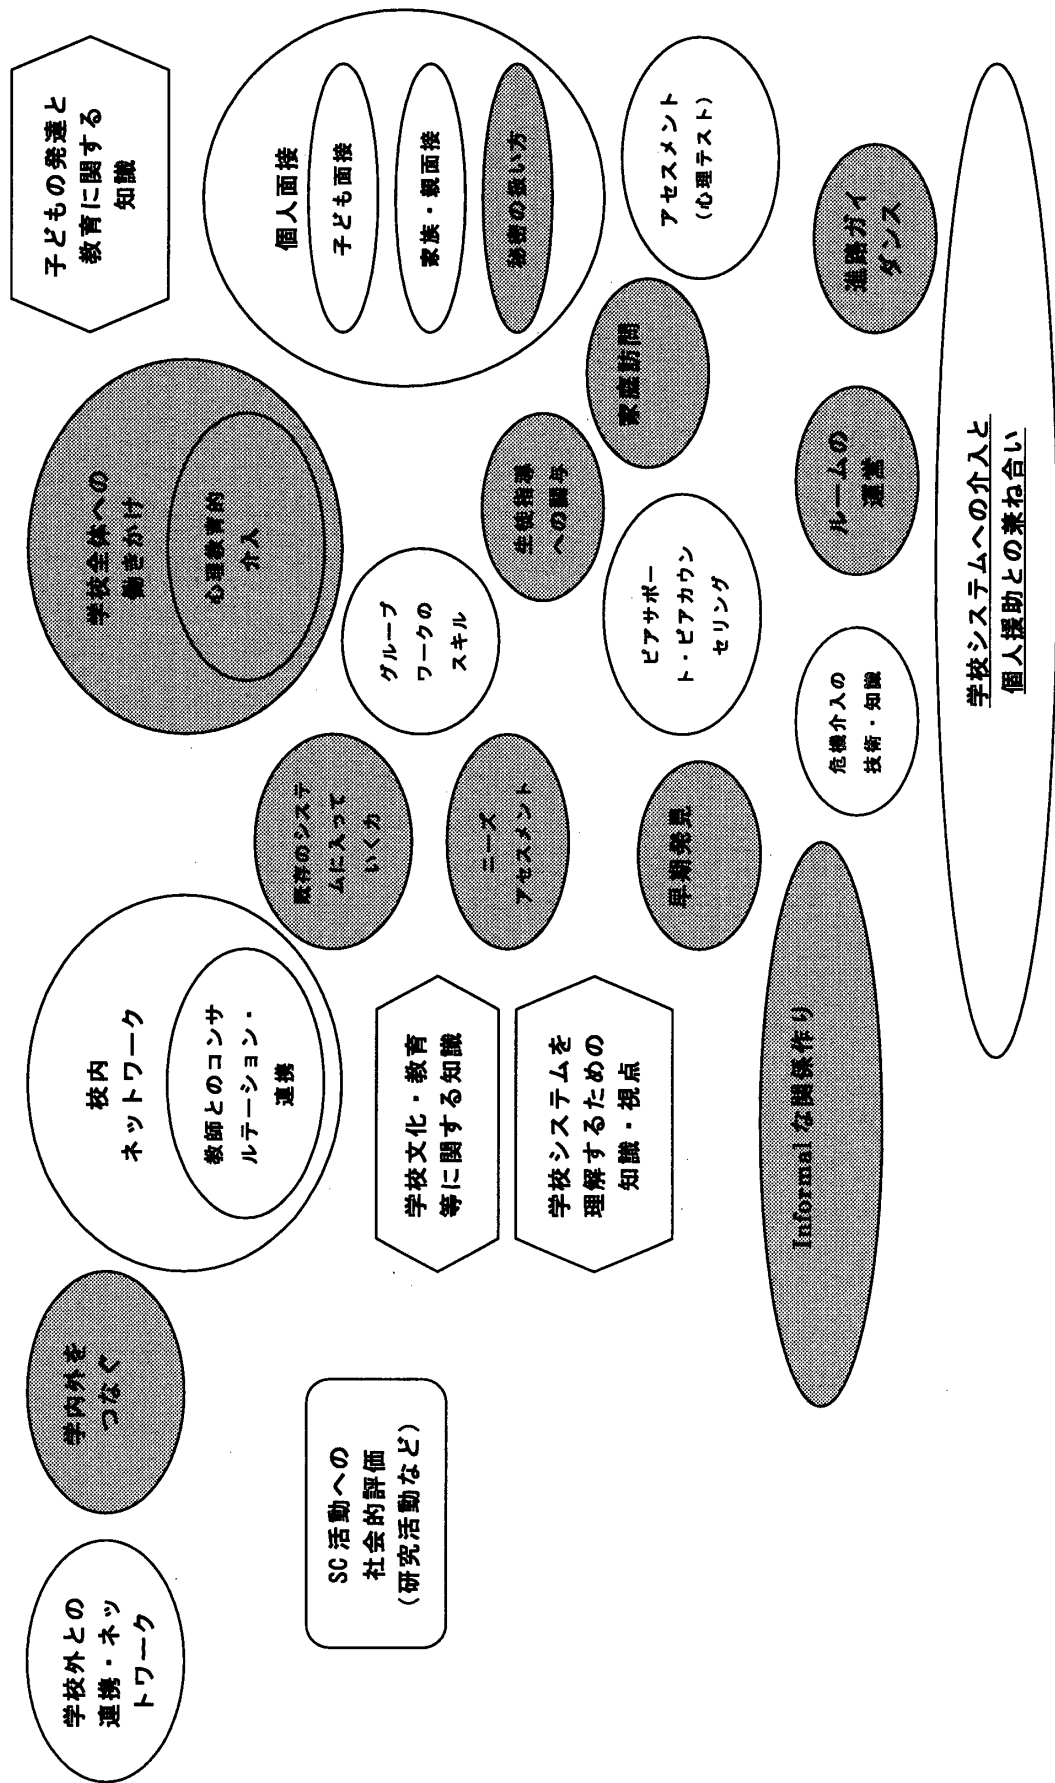 学校外との
連携・ネッ
トワーク
学内外を
つなぐ
校内
ネットワーク
教師とのコンサ
ルテーション・
連携
学校全体への
働きかけ
心理教育的
介入
子どもの発達と
教育に関する
知識
SC活動への
社会的評価
(研究活動など)
学校文化・教育
等に関する知識
学校システムを
理解するための
知識・視点
既存のシステ
ムに入って
いく力
ニーズ
アセスメント
早期発見
グループ
ワークの
スキル
生徒指導
への関与
ピアサポー
ト・ピアカウン
セリング
個人面接
子ども面接
家族・親面接
秘密の扱い方
家庭訪問
アセスメント
(心理テスト)
Informalな関係作り
危機介入の
技術・知識
ルームの
運営
進路ガイ
ダンス
学校システムへの介入と
個人援助との兼ね合い